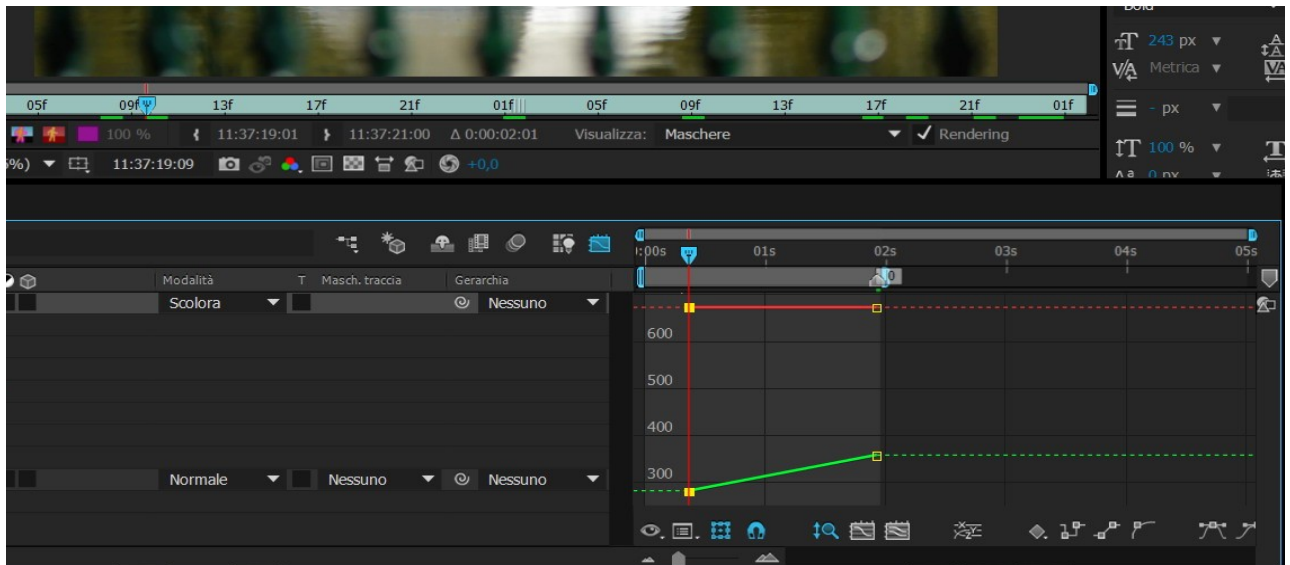 Bold
243 px
Metrica
05f 09f 13f 17f 21f 01f 05f 09f 13f 17f 21f 01f
- px
100 % 11:37:19:01 11:37:21:00 Δ 0:00:02:01 Visualizza: Maschere Rendering
100 %
%) 11:37:19:09 +0,0
0 px
:00s 01s 02s 03s 04s 05s
Modalità T Masch. traccia Gerarchia
Scolora Nessuno
600
500
400
300
Normale Nessuno Nessuno